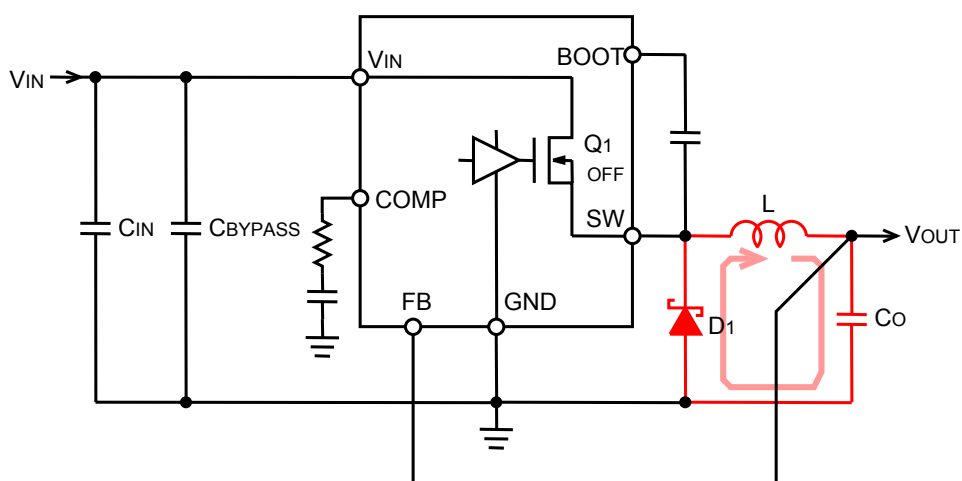 VIN
VIN
BOOT
Q1
OFF
COMP
SW
L
VOUT
CIN
CBYPASS
FB
GND
D1
CO